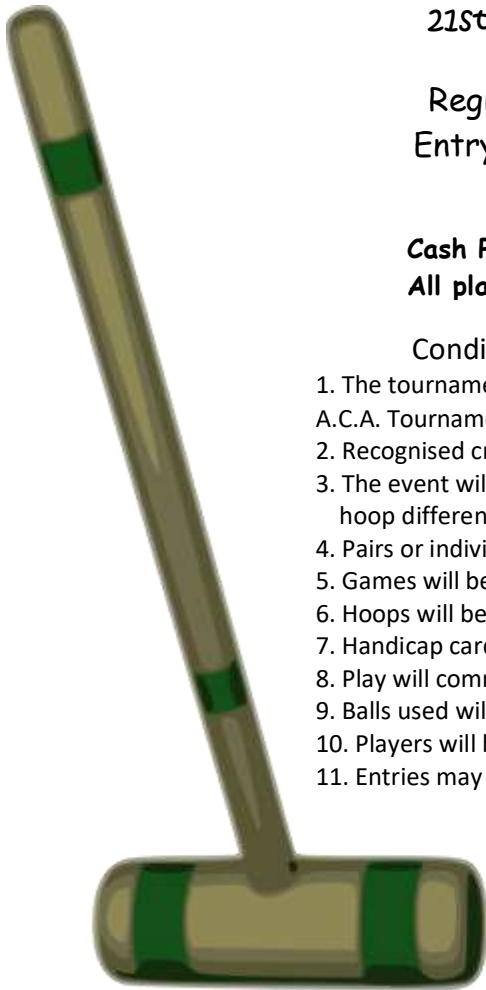 21St
Reg
Entry
Cash
All pla
Condi
1. The tourname
A.C.A. Tourname
2. Recognised
3. The event wil
hoop differen
4. Pairs or indivi
5. Games will be
6. Hoops will be
7. Handicap card
8. Play will comm
9. Balls used wil
10. Players will
11. Entries may